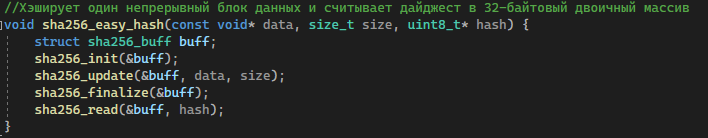 //Хэширует один непрерывный блок данных и считывает дайджест в 32-байтовый двоичный массив
void sha256_easy_hash(const void* data, size_t size, uint8_t* hash) {
    struct sha256_buff buff;
    sha256_init(&buff);
    sha256_update(&buff, data, size);
    sha256_finalize(&buff);
    sha256_read(&buff, hash);
}